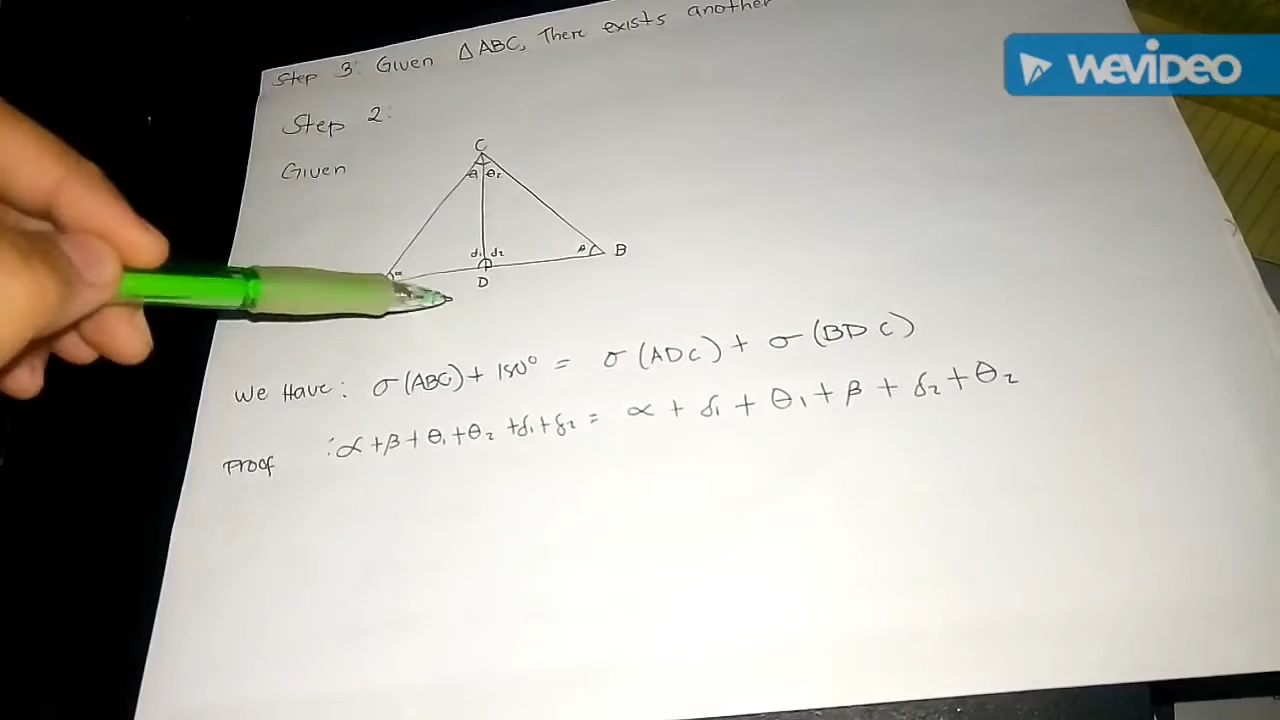 Step 3: Given △ABC, There exists another
WeVideo
Step 2:
Given
C
θ₁ θ₂
δ₁ δ₂
β B
α
D
We Have: σ(ABC) + 180° = σ(ADC) + σ(BDC)
Proof : α + β + θ₁ + θ₂ + δ₁ + δ₂ = α + δ₁ + θ₁ + β + δ₂ + θ₂